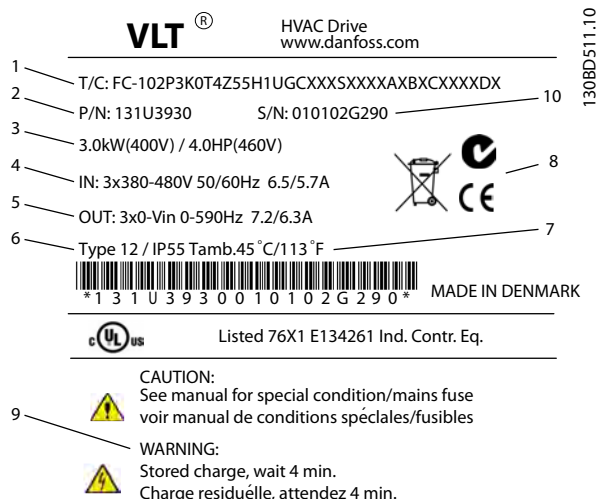 VLT ®
HVAC Drive
www.danfoss.com
130BD511.10
1
T/C: FC-102P3K0T4Z55H1UGCXXXSXXXXAXBXCXXXXDX
2
P/N: 131U3930 S/N: 010102G290
10
3
3.0kW(400V) / 4.0HP(460V)
4
IN: 3x380-480V 50/60Hz 6.5/5.7A
8
CE
5
OUT: 3x0-Vin 0-590Hz 7.2/6.3A
6
Type 12 / IP55 Tamb.45˚C/113˚F
7
*131U3930010102G290*
MADE IN DENMARK
c UL US
Listed 76X1 E134261 Ind. Contr. Eq.
CAUTION:
See manual for special condition/mains fuse
voir manual de conditions spéclales/fusibles
9
WARNING:
Stored charge, wait 4 min.
Charge residuélle, attendez 4 min.